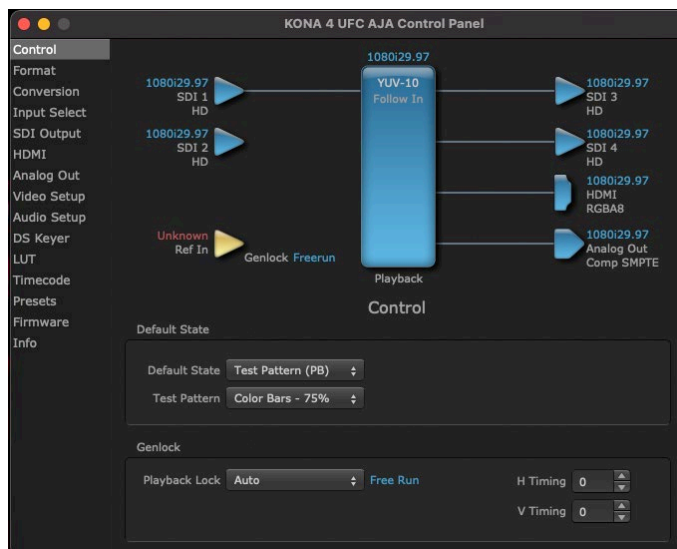 KONA 4 UFC AJA Control Panel
Control
Format
Conversion
Input Select
SDI Output
HDMI
Analog Out
Video Setup
Audio Setup
DS Keyer
LUT
Timecode
Presets
Firmware
Info
1080i29.97
YUV-10
Follow In
1080i29.97
SDI 1
HD
1080i29.97
SDI 2
HD
Unknown
Ref In
Genlock Freerun
1080i29.97
SDI 3
HD
1080i29.97
SDI 4
HD
1080i29.97
HDMI
RGBA8
1080i29.97
Analog Out
Comp SMPTE
Playback
Control
Default State
Default State Test Pattern (PB)
Test Pattern Color Bars - 75%
Genlock
Playback Lock Auto Free Run H Timing 0
V Timing 0